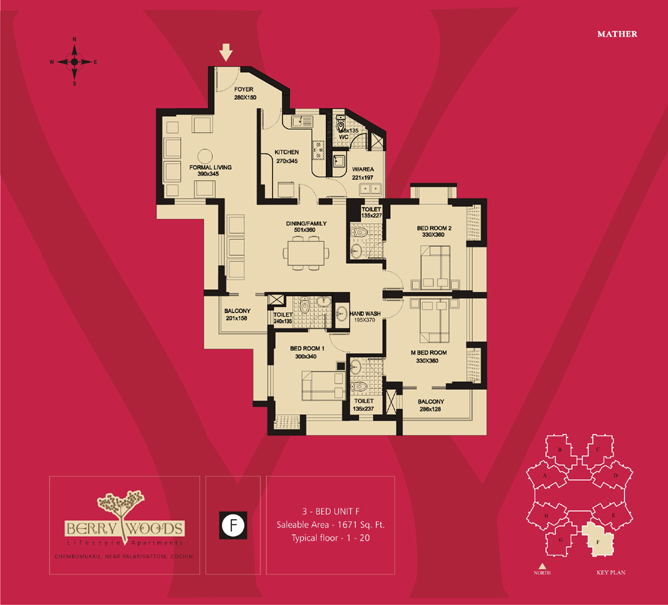 MATHER
N
W E
S
FOYER
260X150
KITCHEN
270x345
WC
W/AREA
221x197
FORMAL LIVING
390x345
TOILET
135x227
BED ROOM 2
330X360
DINING/FAMILY
501x360
BALCONY
201x158
TOILET
240x135
HAND WASH
195X370
BED ROOM 1
300x340
M BED ROOM
330X360
TOILET
135x237
BALCONY
286x128
BERRY WOODS
Lifestyle Apartments
CHEMBUMUKKU, NEAR PALARIVATTOM, COCHIN
F
3 - BED UNIT F
Saleable Area - 1671 Sq. Ft.
Typical floor - 1 - 20
B C
A D
H E
G F
NORTH
KEY PLAN